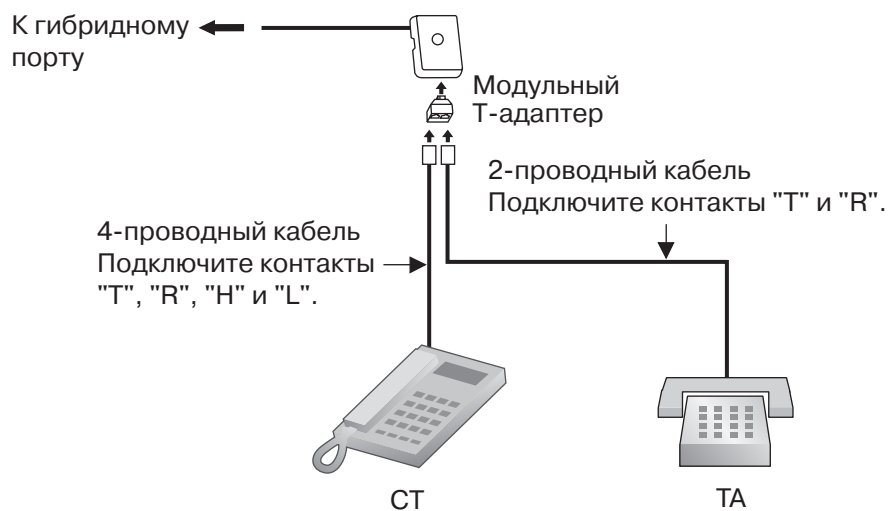 К гибридному
порту
Модульный
Т-адаптер
2-проводный кабель
Подключите контакты "T" и "R".
4-проводный кабель
Подключите контакты
"T", "R", "H" и "L".
СТ
ТА